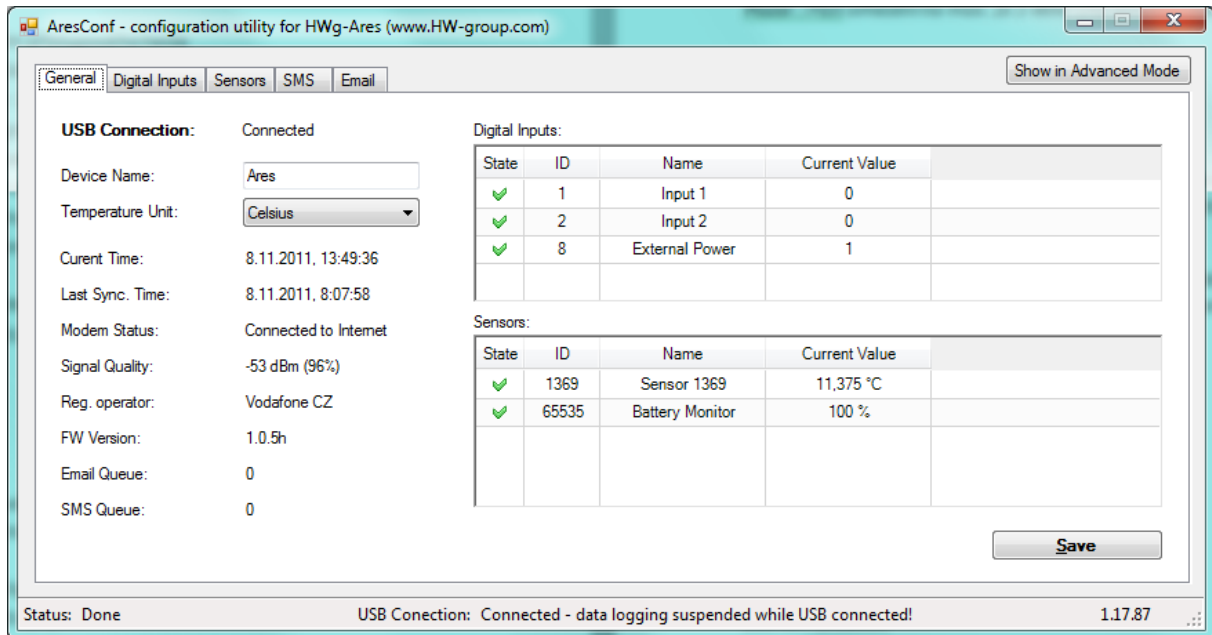 AresConf - configuration utility for HWg-Ares (www.HW-group.com)
General Digital Inputs Sensors SMS Email Show in Advanced Mode
USB Connection: Connected
Device Name: Ares
Temperature Unit: Celsius
Curent Time: 8.11.2011, 13:49:36
Last Sync. Time: 8.11.2011, 8:07:58
Modem Status: Connected to Internet
Signal Quality: -53 dBm (96%)
Reg. operator: Vodafone CZ
FW Version: 1.0.5h
Email Queue: 0
SMS Queue: 0
Digital Inputs:
State ID Name Current Value
1 Input 1 0
2 Input 2 0
8 External Power 1
Sensors:
State ID Name Current Value
1369 Sensor 1369 11,375 °C
65535 Battery Monitor 100 %
Save
Status: Done USB Conection: Connected - data logging suspended while USB connected! 1.17.87